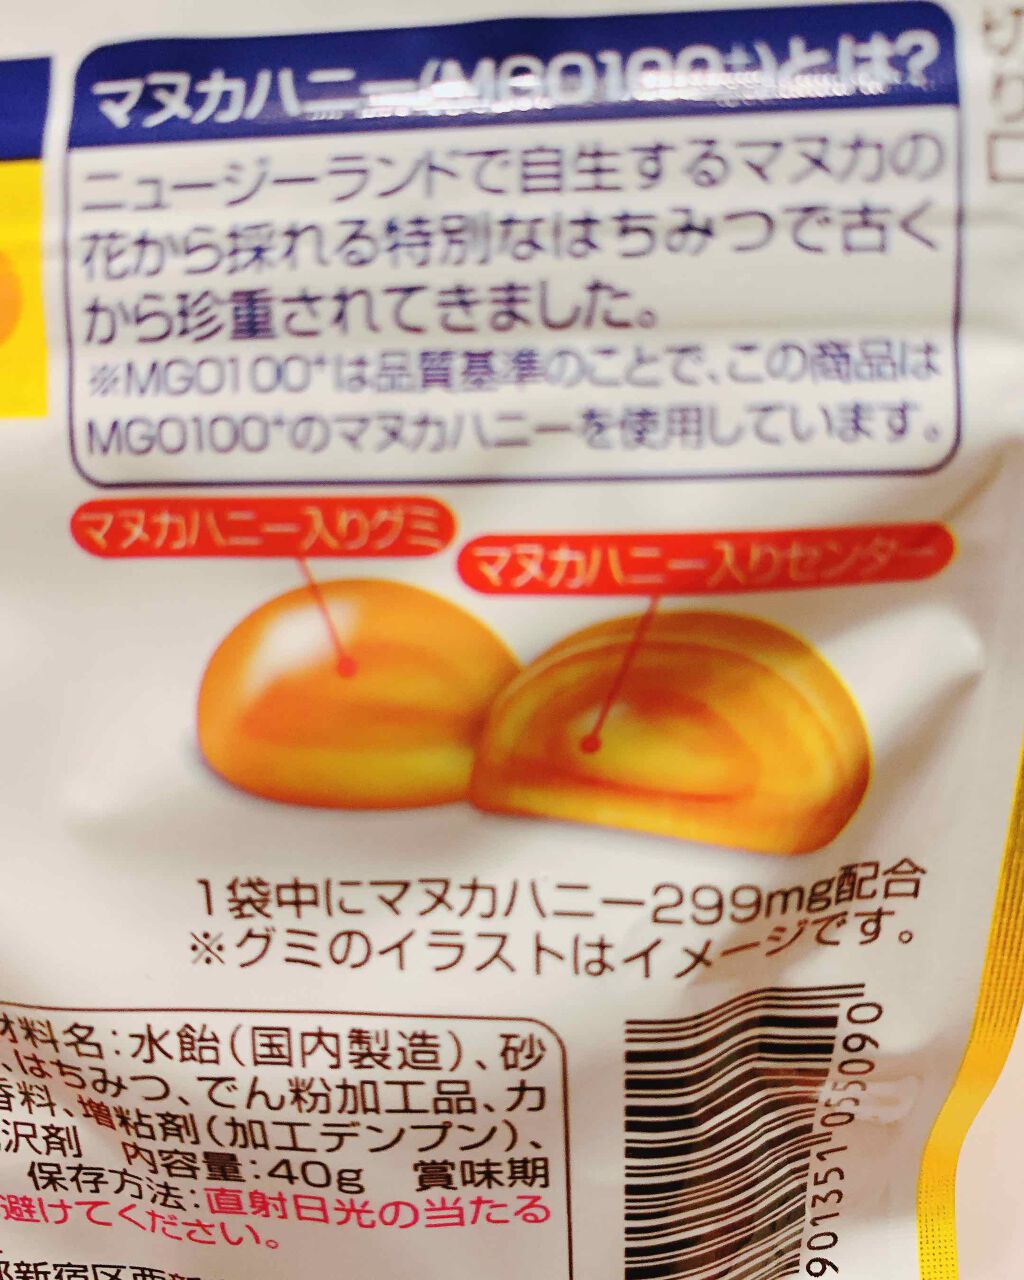 切り口
マヌカハニー(MGO100⁺)とは?
ニュージーランドで自生するマヌカの
花から採れる特別なはちみつで古く
から珍重されてきました。
※MGO100⁺は品質基準のことで、この商品は
MGO100⁺のマヌカハニーを使用しています。
マヌカハニー入りグミ
マヌカハニー入りセンター
1袋中にマヌカハニー299mg配合
※グミのイラストはイメージです。
材料名:水飴(国内製造)、砂
、はちみつ、でん粉加工品、カ
香料、増粘剤(加工デンプン)、
沢剤 内容量:40g 賞味期
保存方法:直射日光の当たる
避けてください。
新宿区西新
901351 055090